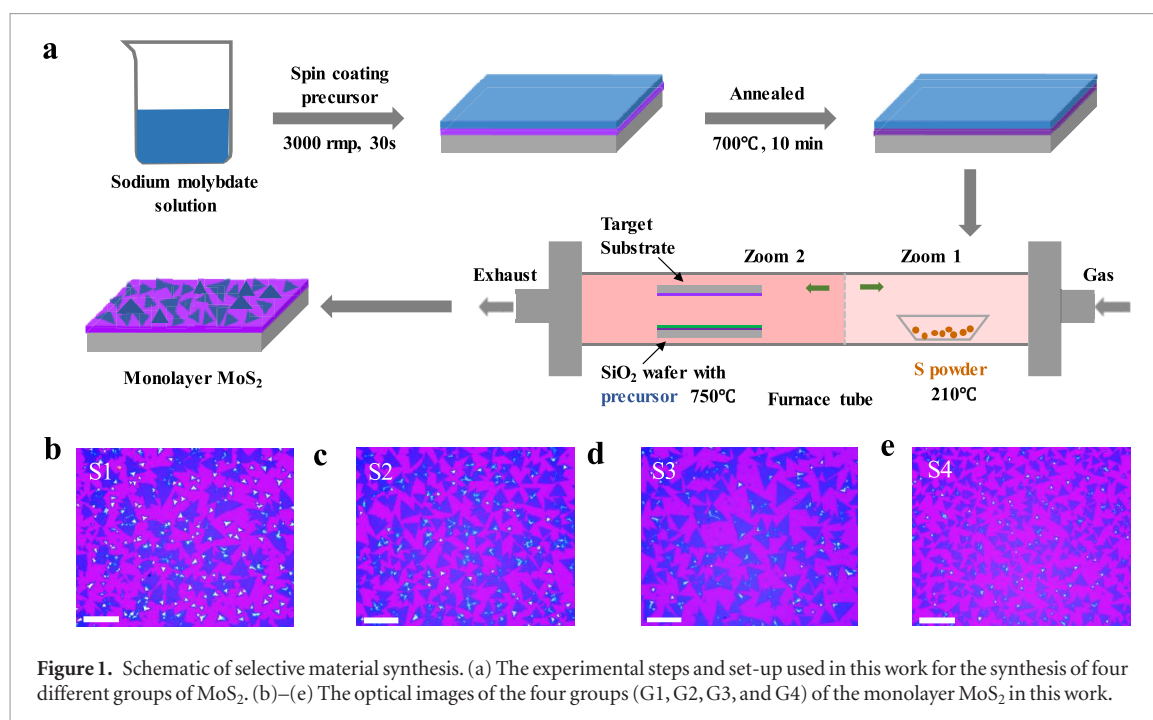 a
Spin coating
precursor
3000 rmp, 30s
Annealed
700℃, 10 min
Sodium molybdate
solution
Target
Substrate
Zoom 2
Zoom 1
Exhaust
Gas
Monolayer MoS₂
SiO₂ wafer with
precursor 750℃
Furnace tube
S powder
210℃
b
S1
c
S2
d
S3
e
S4
Figure 1. Schematic of selective material synthesis. (a) The experimental steps and set-up used in this work for the synthesis of four
different groups of MoS₂. (b)–(e) The optical images of the four groups (G1, G2, G3, and G4) of the monolayer MoS₂ in this work.